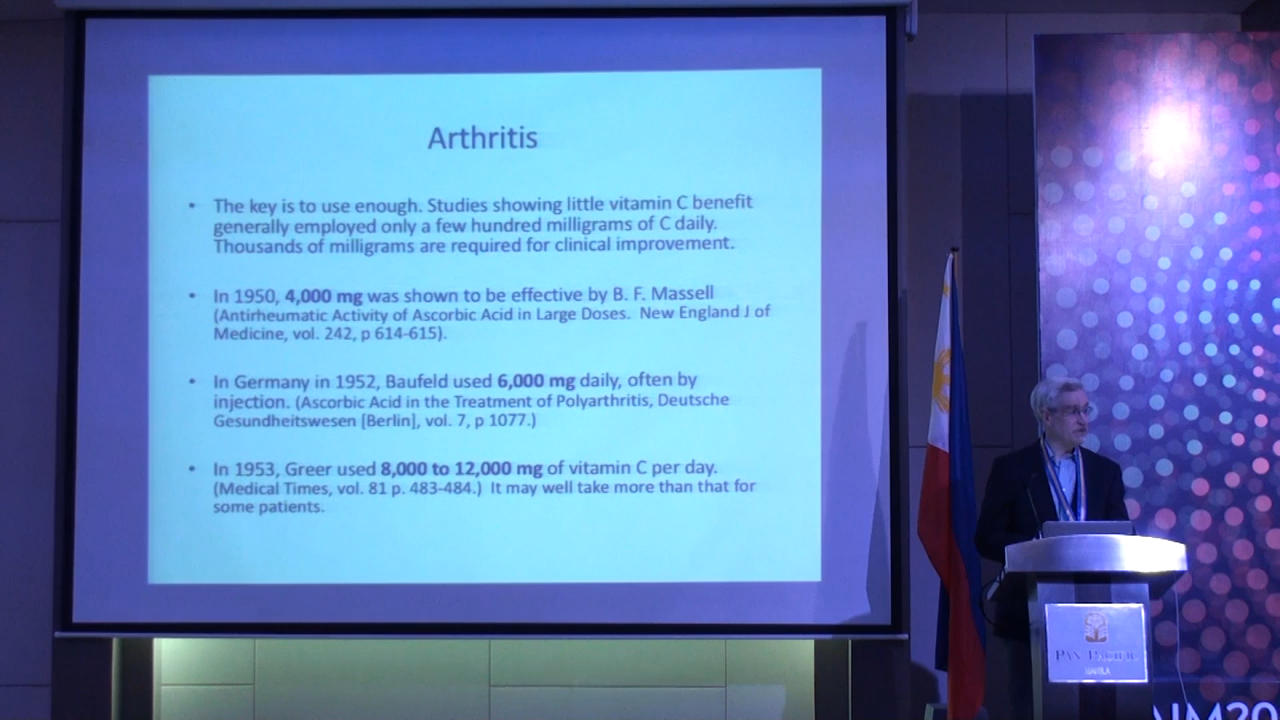 Arthritis
• The key is to use enough. Studies showing little vitamin C benefit
generally employed only a few hundred milligrams of C daily.
Thousands of milligrams are required for clinical improvement.
• In 1950, 4,000 mg was shown to be effective by B. F. Massell
(Antirheumatic Activity of Ascorbic Acid in Large Doses. New England J of
Medicine, vol. 242, p 614-615).
• In Germany in 1952, Baufeld used 6,000 mg daily, often by
injection. (Ascorbic Acid in the Treatment of Polyarthritis, Deutsche
Gesundheitswesen [Berlin], vol. 7, p 1077.)
• In 1953, Greer used 8,000 to 12,000 mg of vitamin C per day.
(Medical Times, vol. 81 p. 483-484.) It may well take more than that for
some patients.
PAN PACIFIC
MANILA